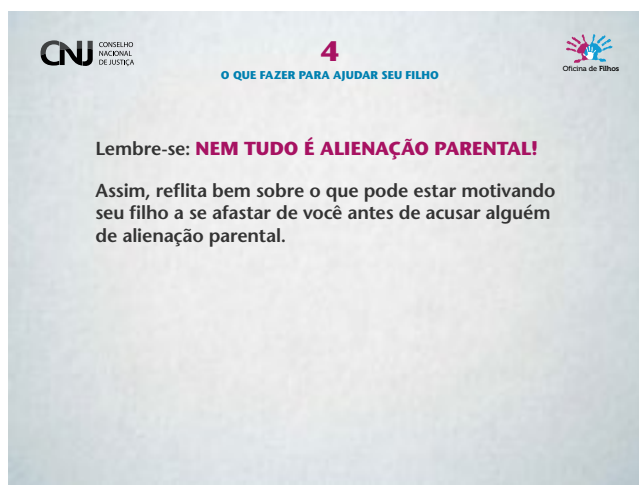 CNJ
CONSELHO
NACIONAL
DE JUSTIÇA
4
O QUE FAZER PARA AJUDAR SEU FILHO
Oficina de Filhos
Lembre-se: NEM TUDO É ALIENAÇÃO PARENTAL!
Assim, reflita bem sobre o que pode estar motivando
seu filho a se afastar de você antes de acusar alguém
de alienação parental.